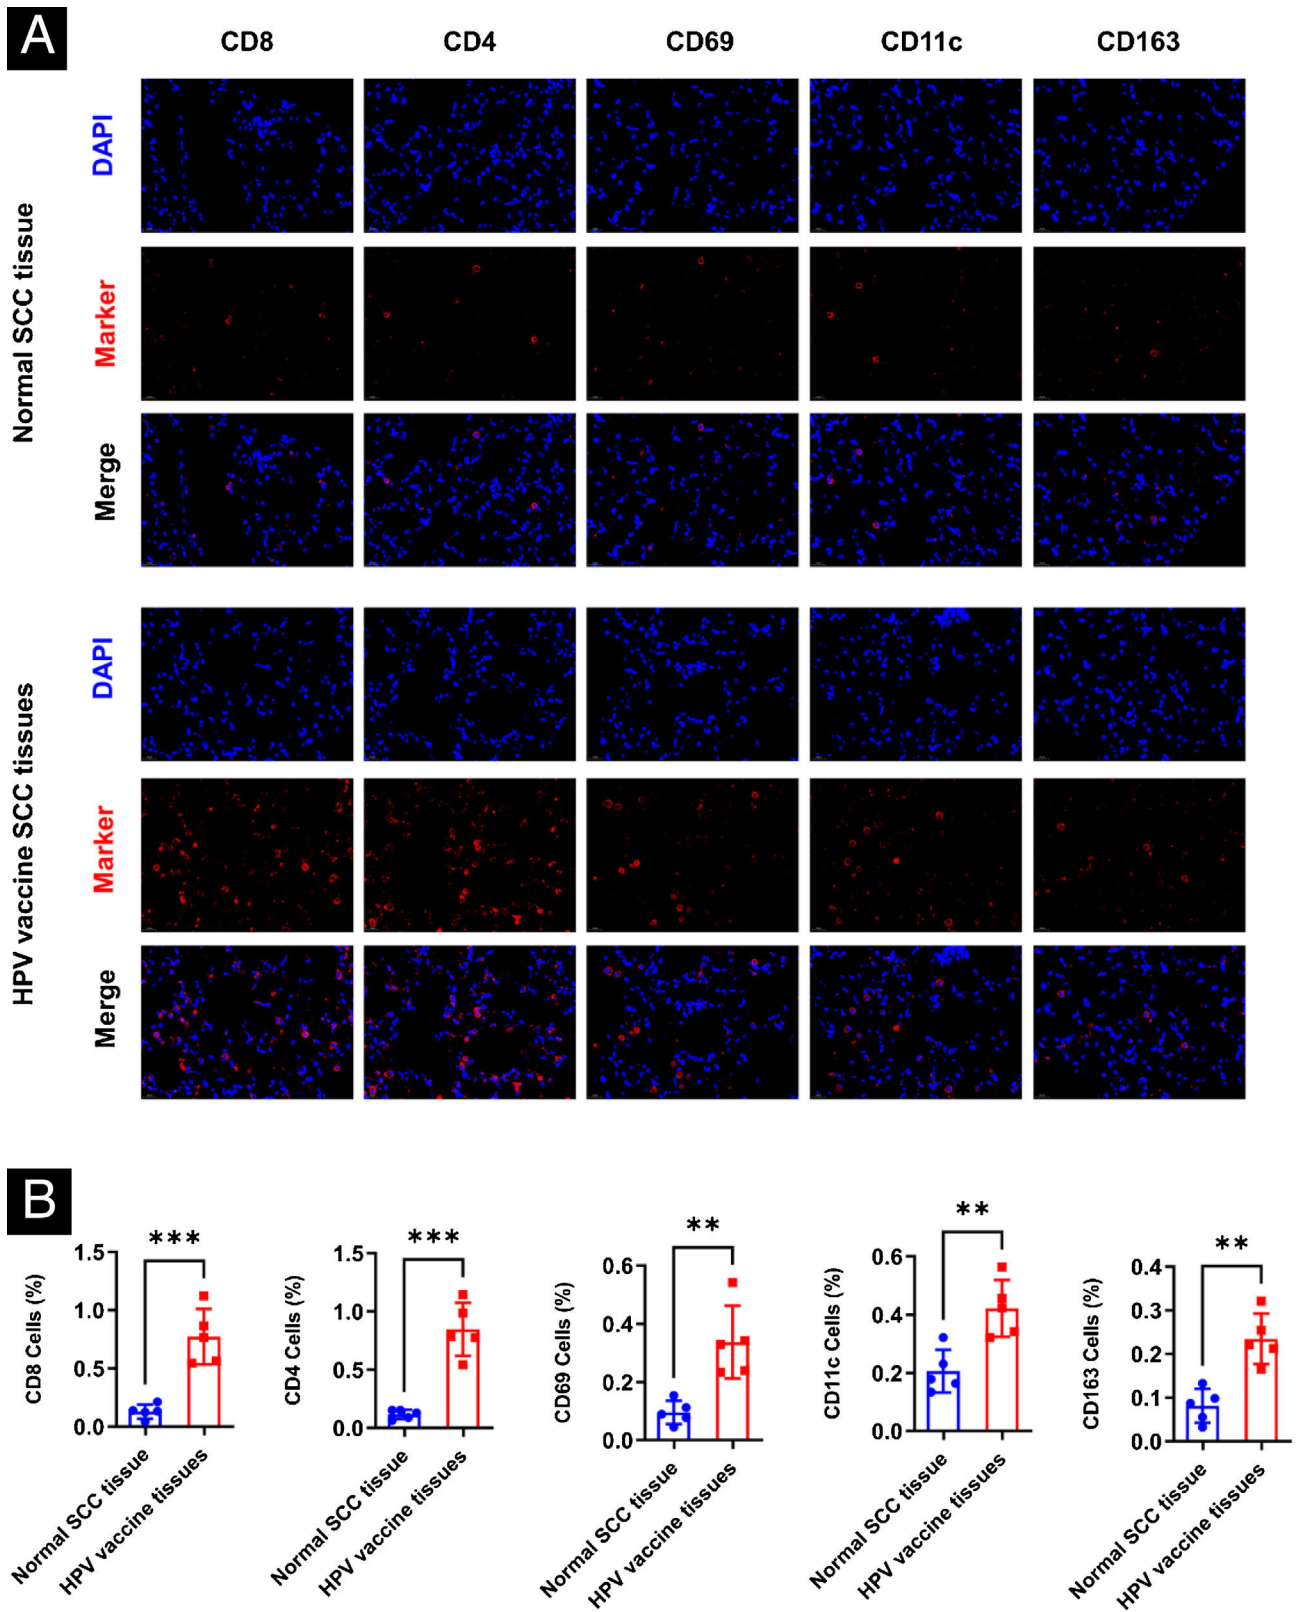 A
CD8
CD4
CD69
CD11c
CD163
Normal SCC tissue
DAPI
Marker
Merge
HPV vaccine SCC tissues
DAPI
Marker
Merge
B
CD8 Cells (%)
1.5
1.0
0.5
0.0
***
Normal SCC tissue
HPV vaccine tissues
CD4 Cells (%)
1.5
1.0
0.5
0.0
***
Normal SCC tissue
HPV vaccine tissues
CD69 Cells (%)
0.6
0.4
0.2
0.0
**
Normal SCC tissue
HPV vaccine tissues
CD11c Cells (%)
0.6
0.4
0.2
0.0
**
Normal SCC tissue
HPV vaccine tissues
CD163 Cells (%)
0.4
0.3
0.2
0.1
0.0
**
Normal SCC tissue
HPV vaccine tissues